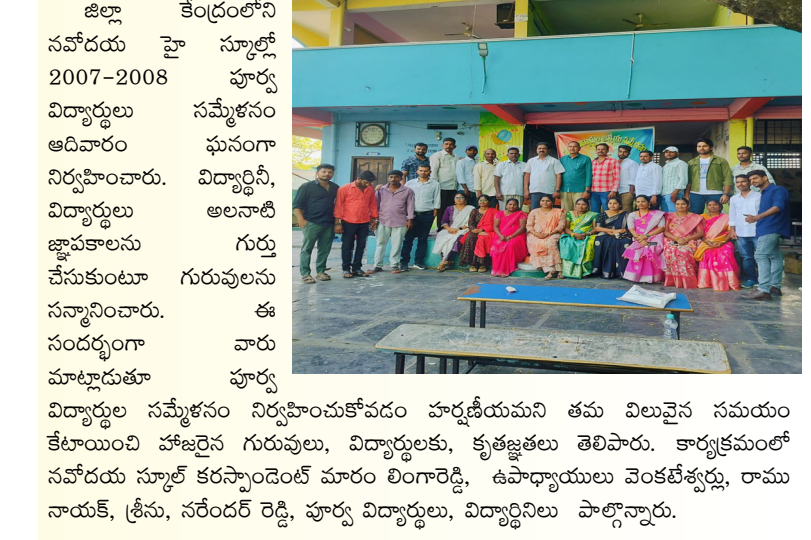 జిల్లా కేంద్రంలోని
నవోదయ హై స్కూల్లో
2007-2008 పూర్వ
విద్యార్థులు సమ్మేళనం
ఆదివారం ఘనంగా
నిర్వహించారు. విద్యార్థినీ,
విద్యార్థులు అలనాటి
జ్ఞాపకాలను గుర్తు
చేసుకుంటూ గురువులను
సన్మానించారు. ఈ
సందర్భంగా వారు
మాట్లాడుతూ పూర్వ
విద్యార్థుల సమ్మేళనం నిర్వహించుకోవడం హర్షణీయమని తమ విలువైన సమయం
కేటాయించి హాజరైన గురువులు, విద్యార్థులకు, కృతజ్ఞతలు తెలిపారు. కార్యక్రమంలో
నవోదయ స్కూల్ కరస్పాండెంట్ మారం లింగారెడ్డి, ఉపాధ్యాయులు వెంకటేశ్వర్లు, రాము
నాయక్, శ్రీను, నరేందర్ రెడ్డి, పూర్వ విద్యార్థులు, విద్యార్థినిలు పాల్గొన్నారు.